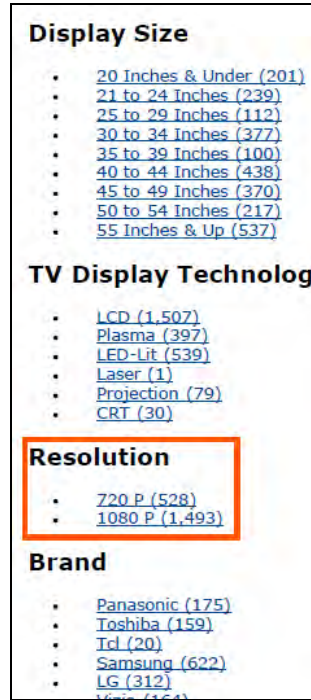 Display Size
20 Inches & Under (201)
21 to 24 Inches (239)
25 to 29 Inches (112)
30 to 34 Inches (377)
35 to 39 Inches (100)
40 to 44 Inches (438)
45 to 49 Inches (370)
50 to 54 Inches (217)
55 Inches & Up (537)
TV Display Technolog
LCD (1,507)
Plasma (397)
LED-Lit (539)
Laser (1)
Projection (79)
CRT (30)
Resolution
720 P (528)
1080 P (1,493)
Brand
Panasonic (175)
Toshiba (159)
Tcl (20)
Samsung (622)
LG (312)